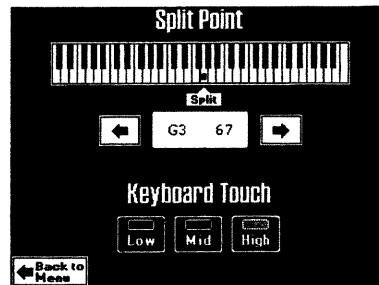 Split Point
Split
G3 67
Keyboard Touch
Low Mid High
Back to
Menu